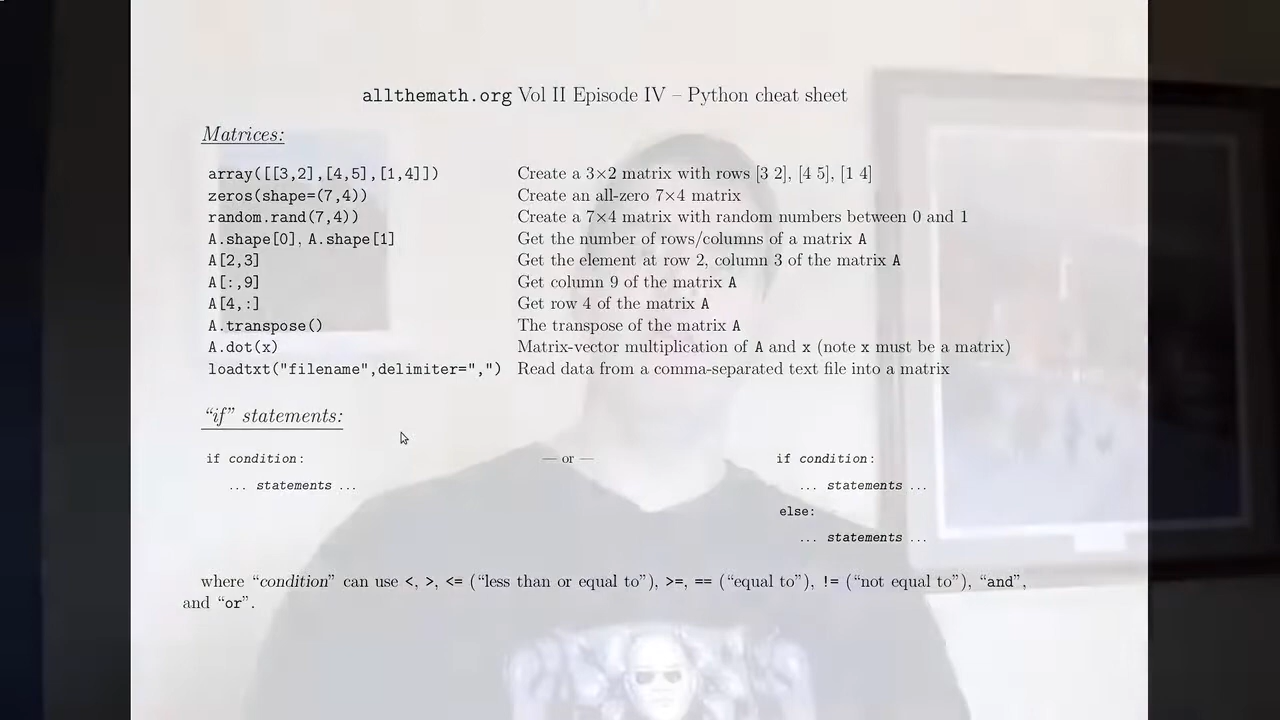 allthemath.org Vol II Episode IV – Python cheat sheet
Matrices:
array([[3,2],[4,5],[1,4]]) Create a 3×2 matrix with rows [3 2], [4 5], [1 4]
zeros(shape=(7,4)) Create an all-zero 7×4 matrix
random.rand(7,4)) Create a 7×4 matrix with random numbers between 0 and 1
A.shape[0], A.shape[1] Get the number of rows/columns of a matrix A
A[2,3] Get the element at row 2, column 3 of the matrix A
A[:,9] Get column 9 of the matrix A
A[4,:] Get row 4 of the matrix A
A.transpose() The transpose of the matrix A
A.dot(x) Matrix-vector multiplication of A and x (note x must be a matrix)
loadtxt("filename",delimiter=",") Read data from a comma-separated text file into a matrix
“if” statements:
if condition: — or — if condition:
... statements ... ... statements ...
else:
... statements ...
where “condition” can use <, >, <= (“less than or equal to”), >=, == (“equal to”), != (“not equal to”), “and”,
and “or”.